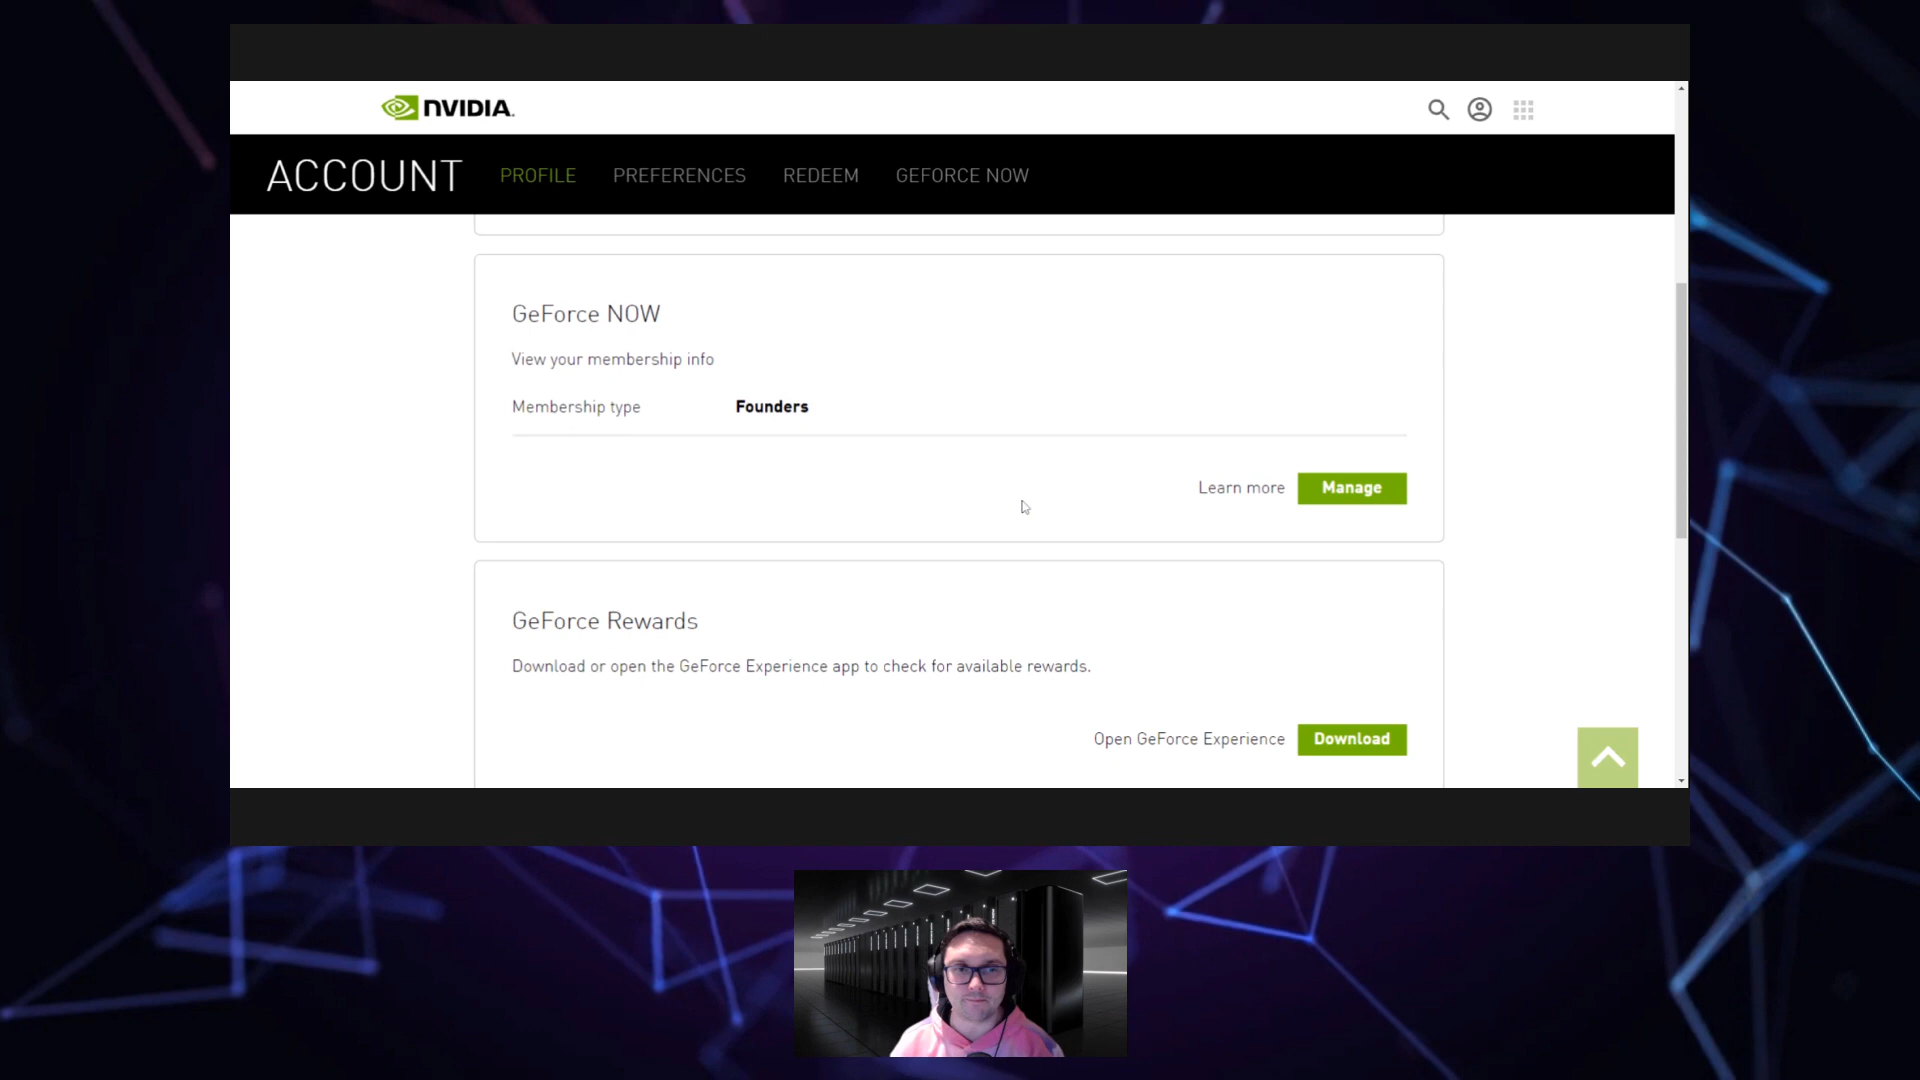 NVIDIA.
ACCOUNT PROFILE PREFERENCES REDEEM GEFORCE NOW
GeForce NOW
View your membership info
Membership type Founders
Learn more Manage
GeForce Rewards
Download or open the GeForce Experience app to check for available rewards.
Open GeForce Experience Download